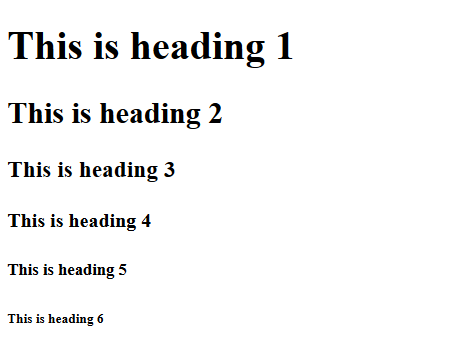 This is heading 1
This is heading 2
This is heading 3
This is heading 4
This is heading 5
This is heading 6